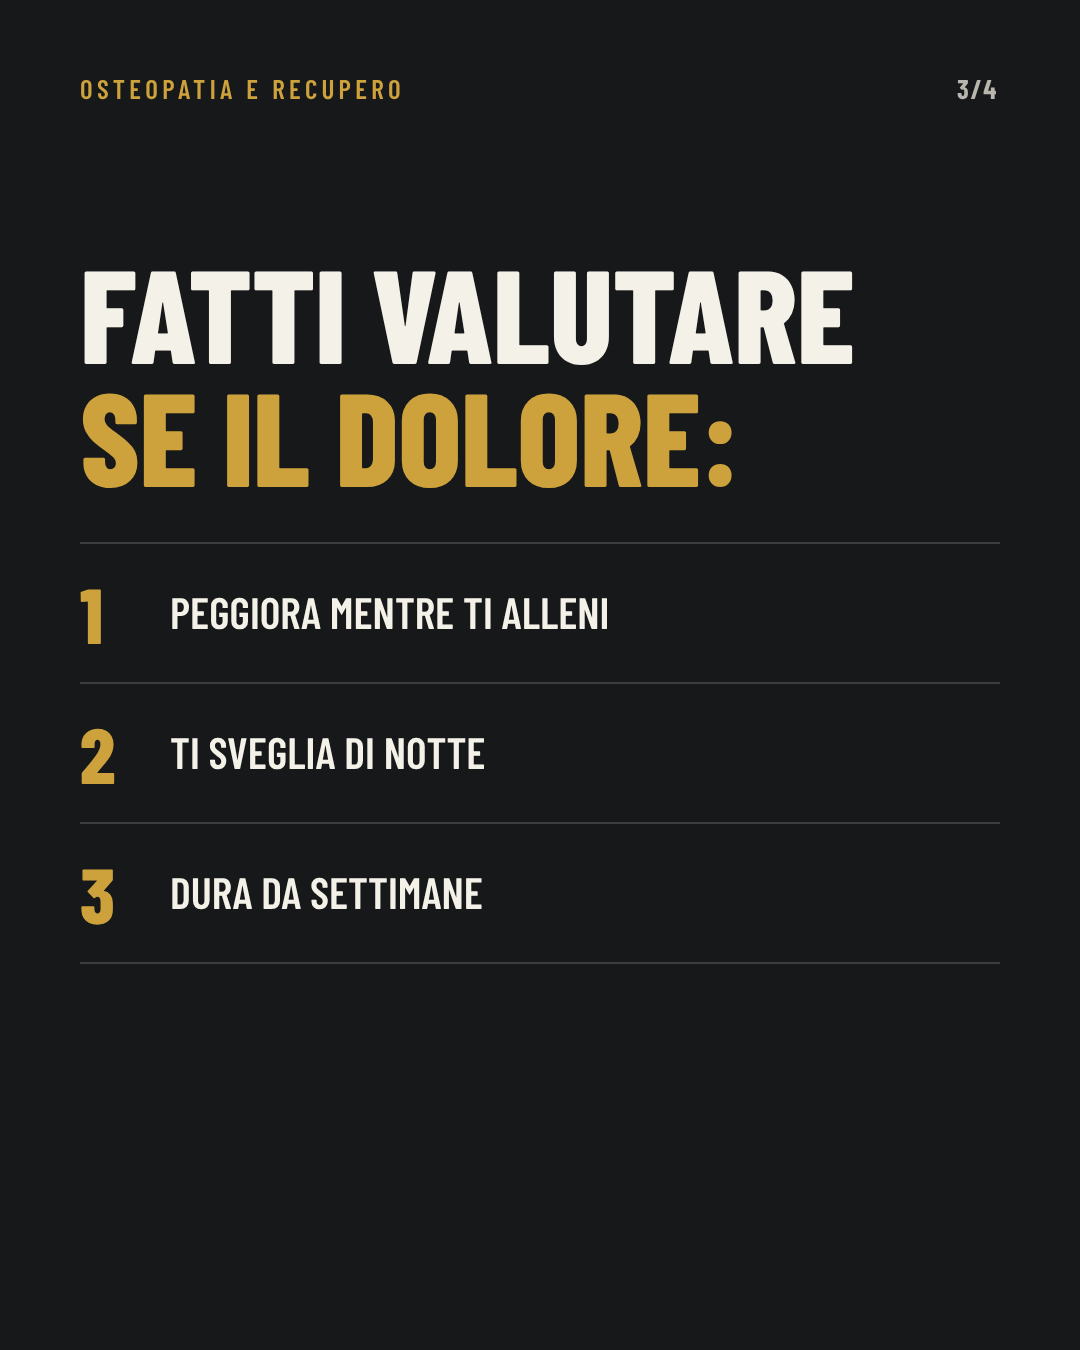 OSTEOPATIA E RECUPERO
3/4
FATTI VALUTARE
SE IL DOLORE:
1 PEGGIORA MENTRE TI ALLENI
2 TI SVEGLIA DI NOTTE
3 DURA DA SETTIMANE